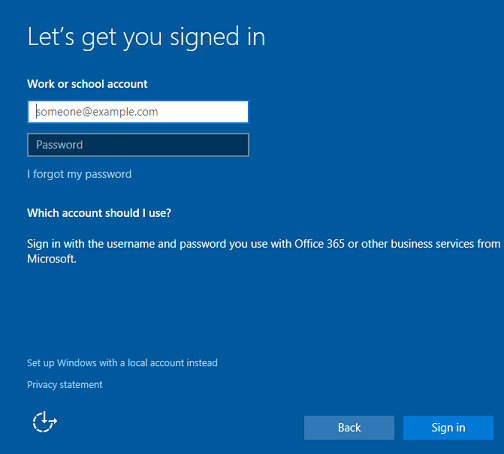 Let's get you signed in
Work or school account
someone@example.com
Password
I forgot my password
Which account should I use?
Sign in with the username and password you use with Office 365 or other business services from
Microsoft.
Set up Windows with a local account instead
Privacy statement
Back
Sign in